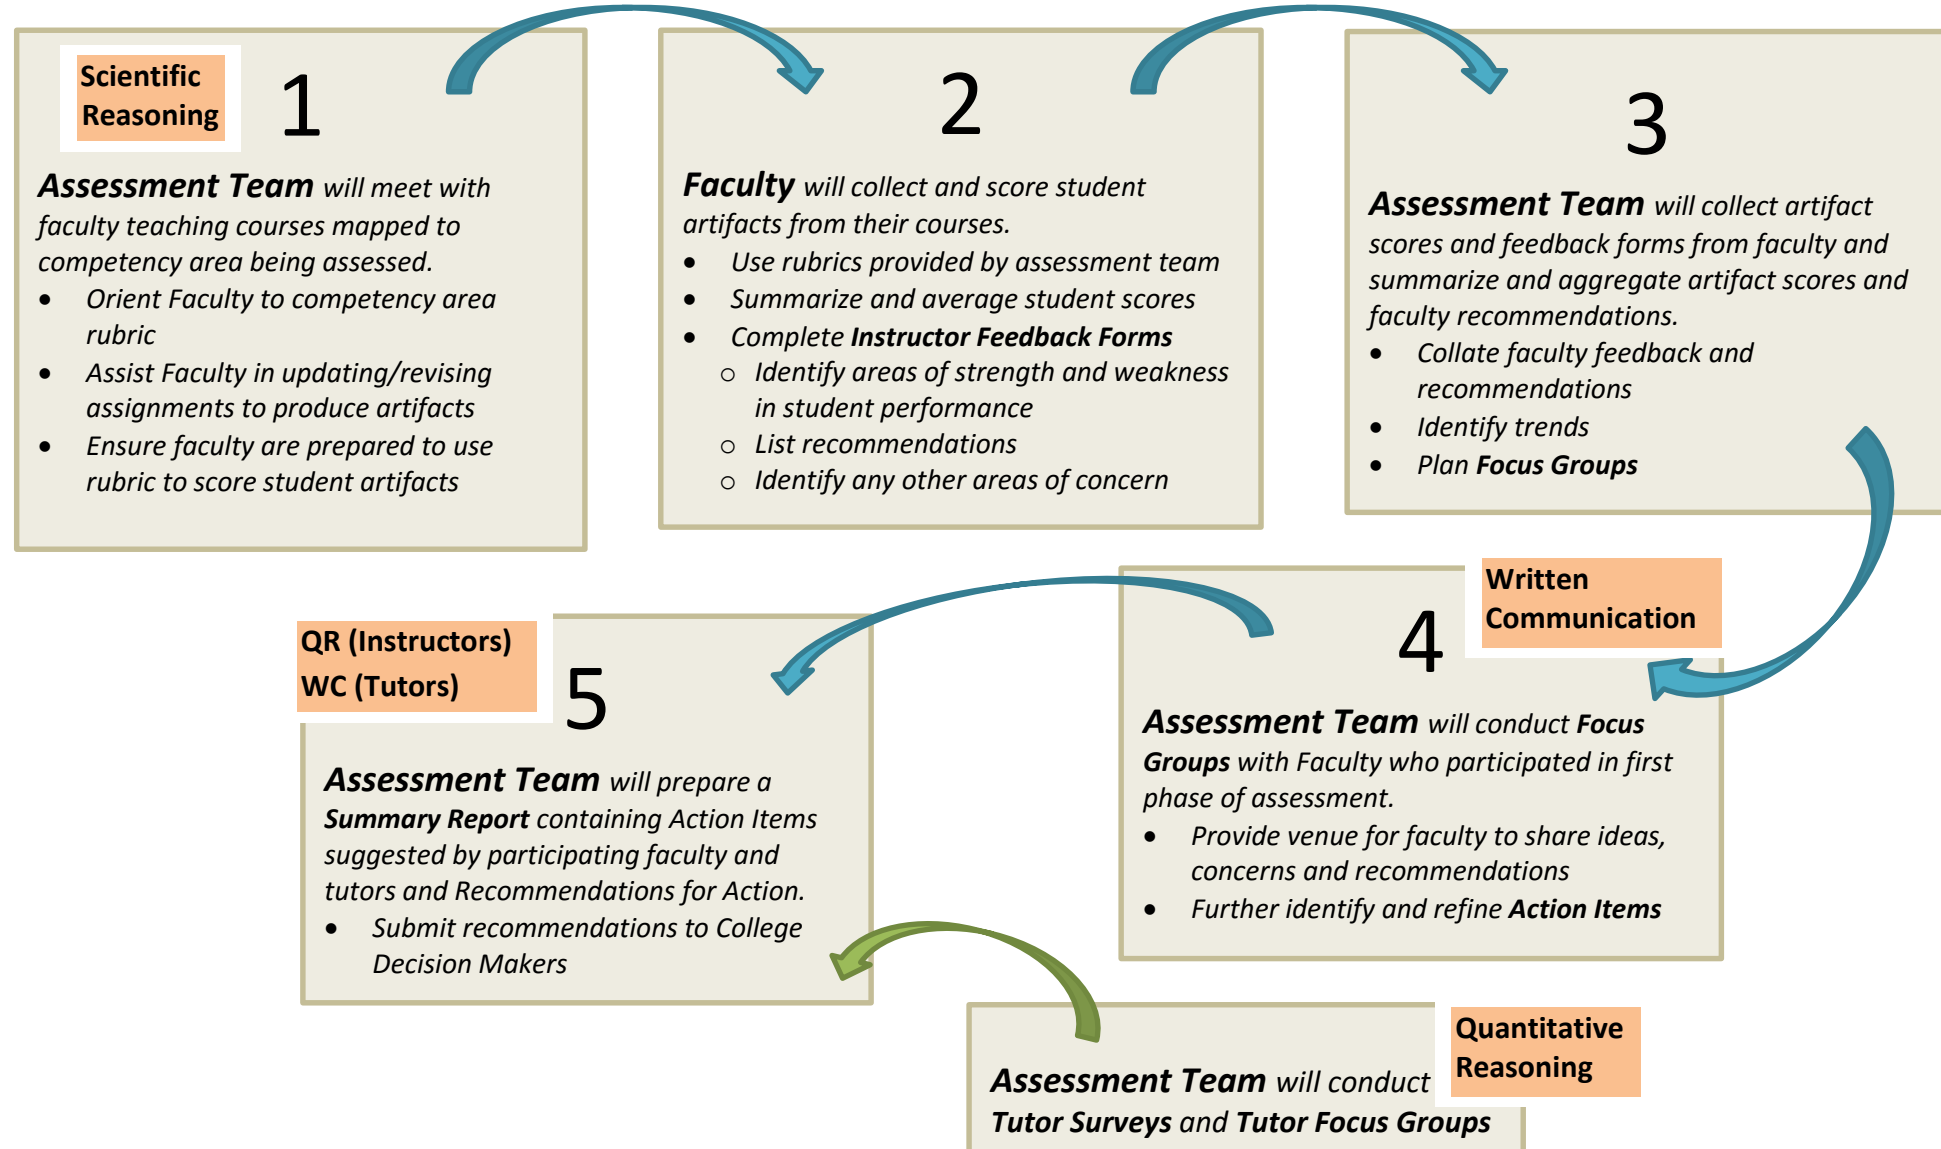 Scientific
Reasoning
1
Assessment Team will meet with
faculty teaching courses mapped to
competency area being assessed.
• Orient Faculty to competency area
rubric
• Assist Faculty in updating/revising
assignments to produce artifacts
• Ensure faculty are prepared to use
rubric to score student artifacts
2
Faculty will collect and score student
artifacts from their courses.
• Use rubrics provided by assessment team
• Summarize and average student scores
• Complete Instructor Feedback Forms
o Identify areas of strength and weakness
in student performance
o List recommendations
o Identify any other areas of concern
3
Assessment Team will collect artifact
scores and feedback forms from faculty and
summarize and aggregate artifact scores and
faculty recommendations.
• Collate faculty feedback and
recommendations
• Identify trends
• Plan Focus Groups
Written
Communication
4
Assessment Team will conduct Focus
Groups with Faculty who participated in first
phase of assessment.
• Provide venue for faculty to share ideas,
concerns and recommendations
• Further identify and refine Action Items
QR (Instructors)
WC (Tutors)
5
Assessment Team will prepare a
Summary Report containing Action Items
suggested by participating faculty and
tutors and Recommendations for Action.
• Submit recommendations to College
Decision Makers
Quantitative
Reasoning
Assessment Team will conduct
Tutor Surveys and Tutor Focus Groups